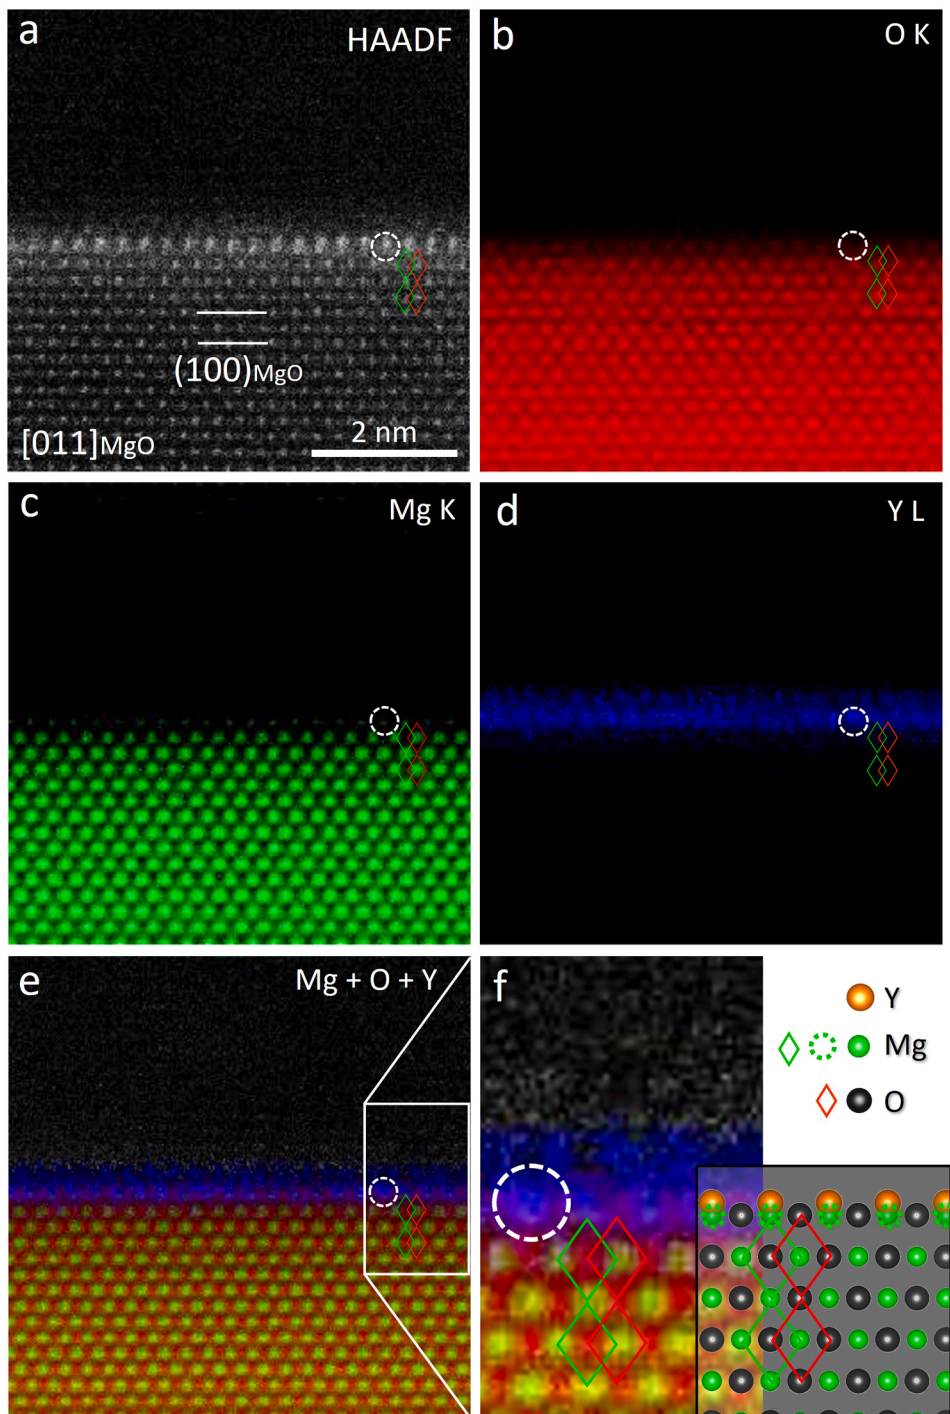 a
HAADF
(100)MgO
[011]MgO
2 nm
b
O K
c
Mg K
d
Y L
e
Mg + O + Y
f
Y
Mg
O